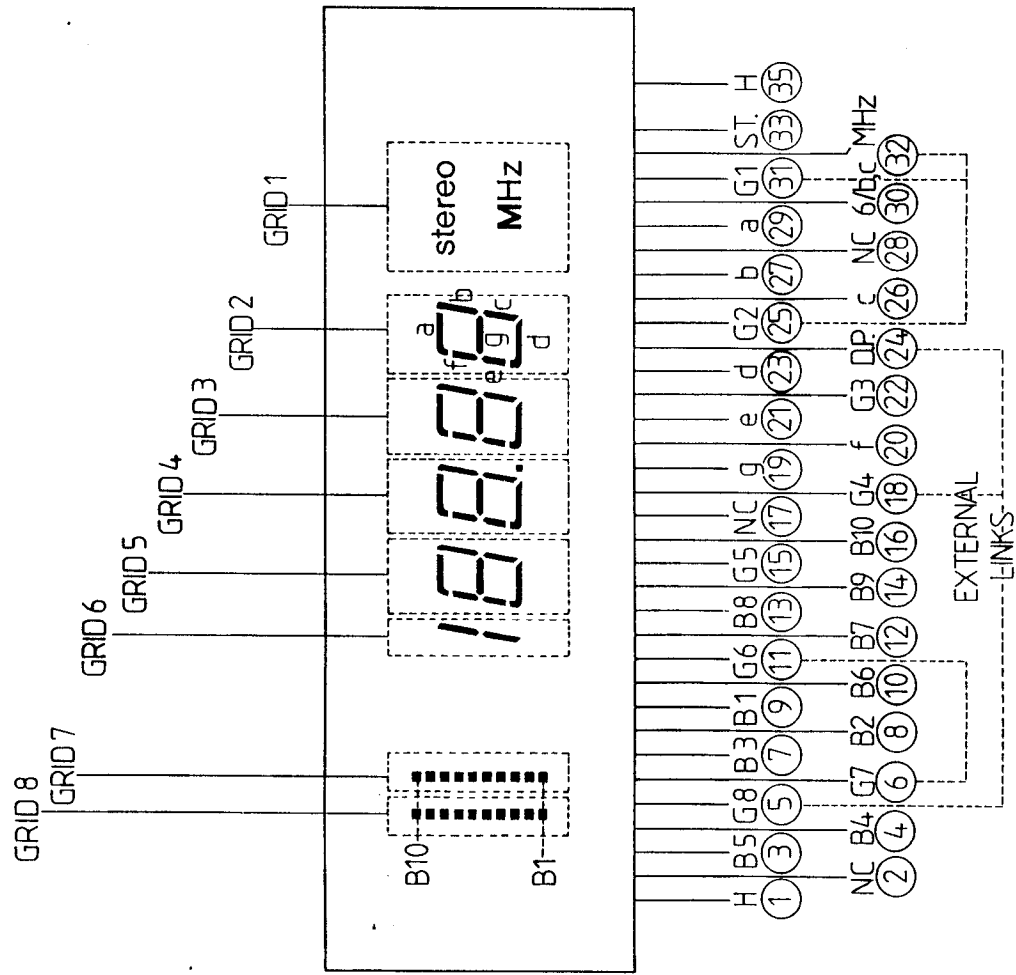 GRID 8
GRID 7
GRID 6
GRID 5
GRID 4
GRID 3
GRID 2
GRID 1
B10
B1
a
b
c
d
e
f
g
stereo
MHz
H 1
NC 2
B5 3
B4 4
G8 5
G7 6
B3 7
B2 8
B1 9
B6 10
G6 11
B7 12
B8 13
B9 14
G5 15
B10 16
NC 17
G4 18
g 19
f 20
e 21
G3 22
d 23
D.P. 24
G2 25
c 26
b 27
NC 28
a 29
6/bc 30
G1 31
MHz 32
ST. 33
H 35
EXTERNAL
LINKS